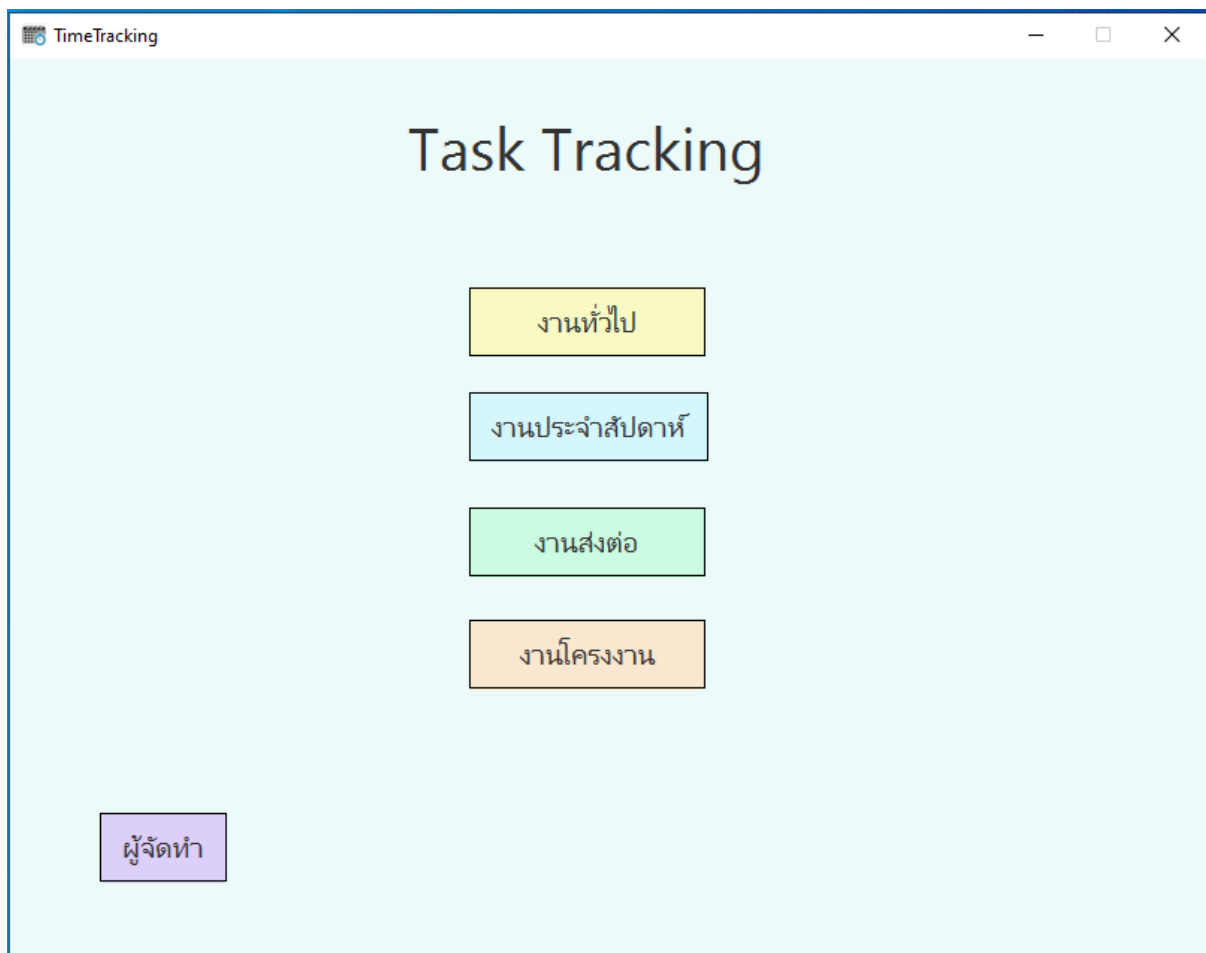 TimeTracking
Task Tracking
งานทั่วไป
งานประจำสัปดาห์
งานส่งต่อ
งานโครงงาน
ผู้จัดทำ